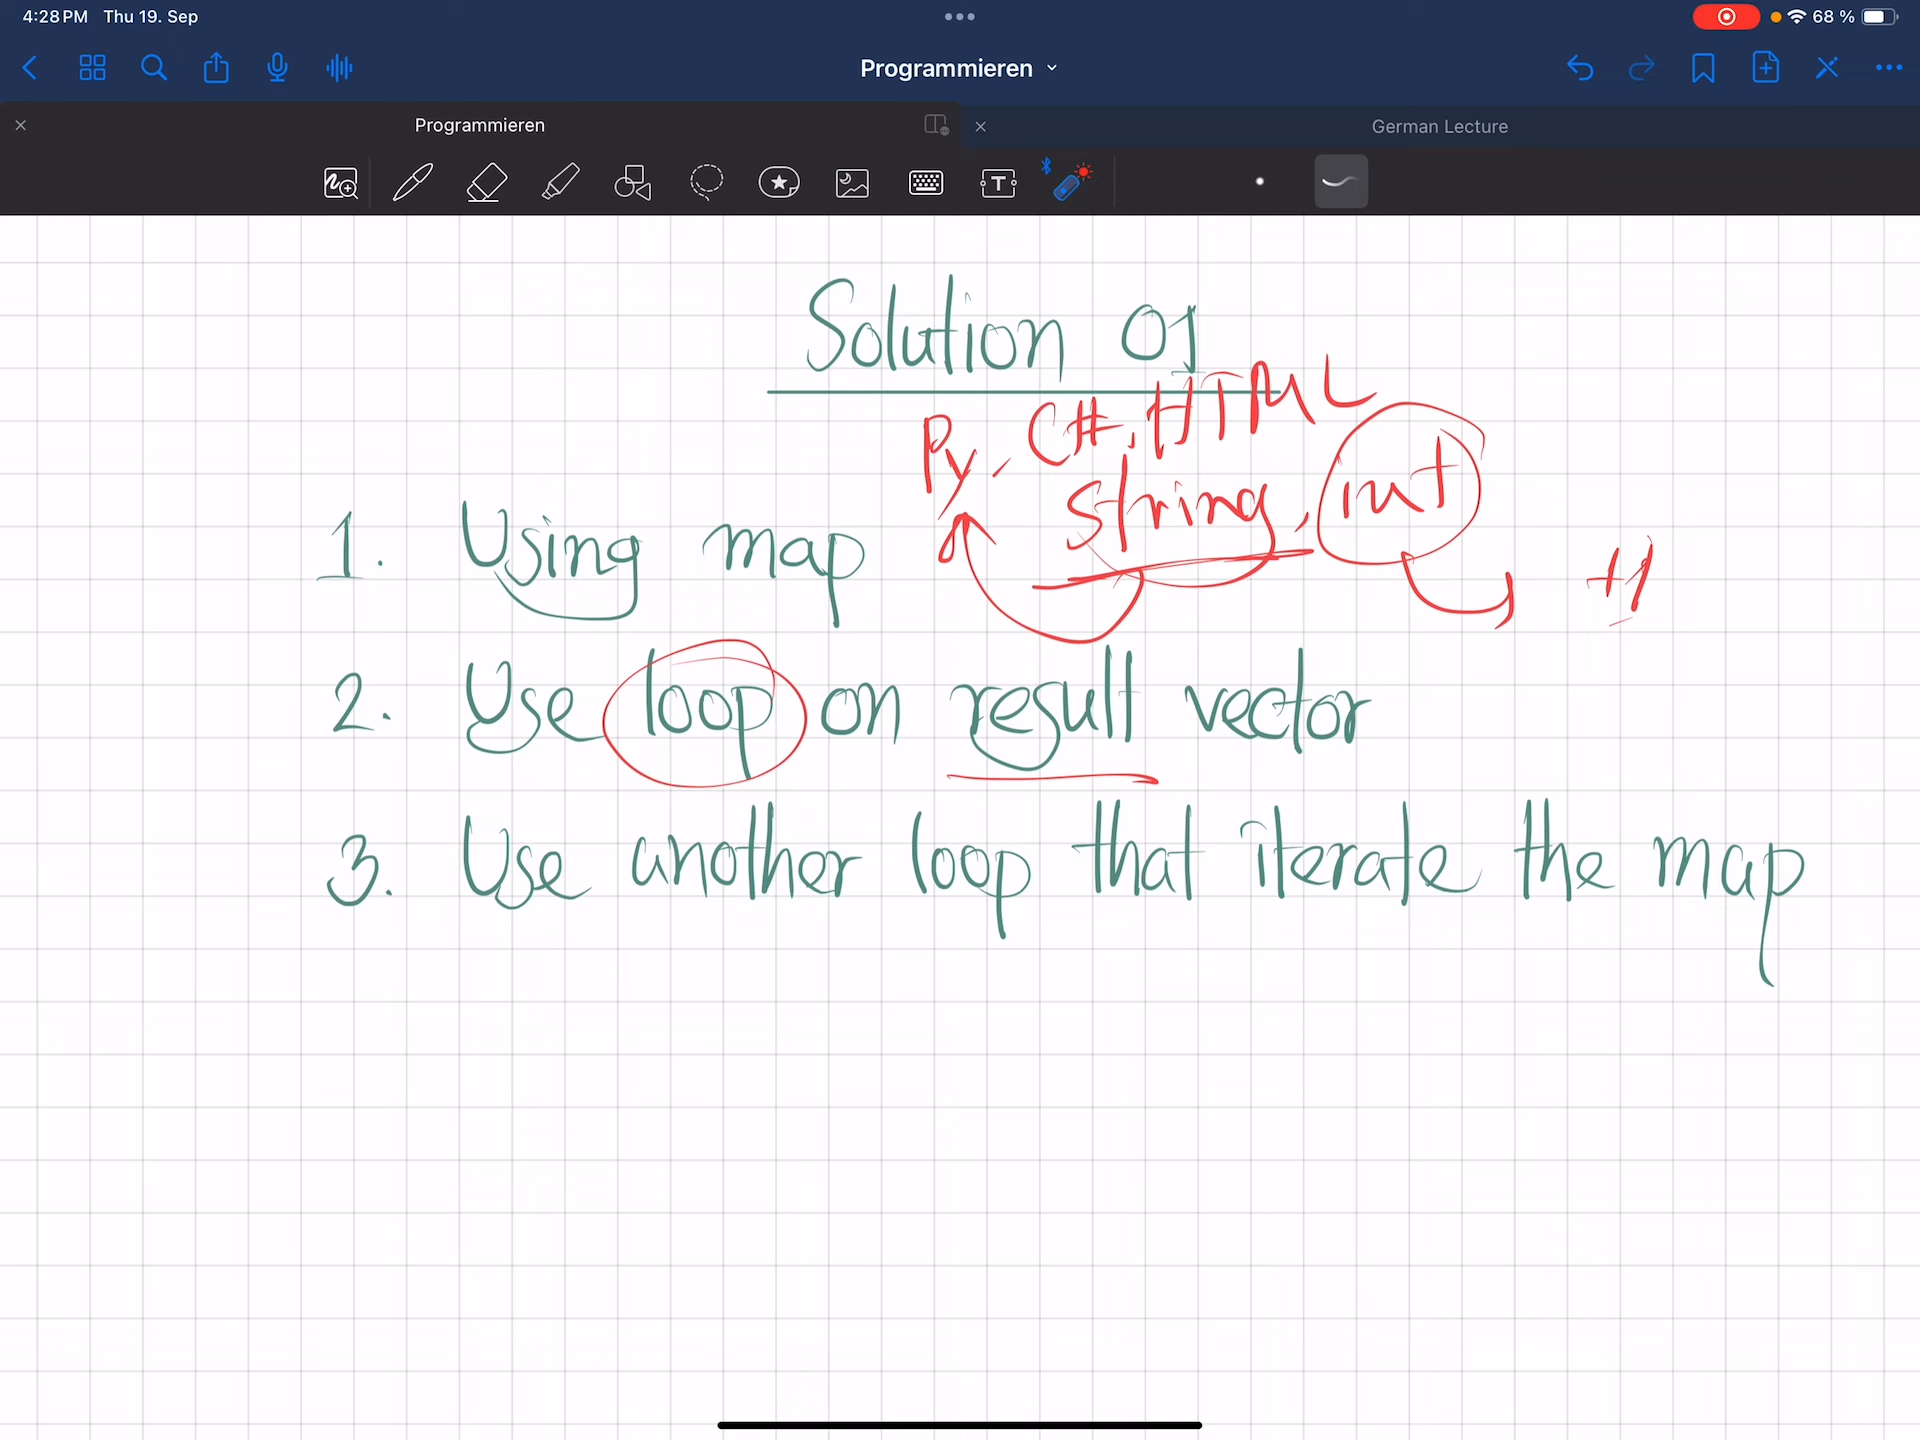 4:28 PM Thu 19. Sep
68 %
Programmieren
Programmieren
German Lecture
T
Solution 01
Py, C#, HTML
string, int
1. Using map
+1
2. Use loop on result vector
3. Use another loop that iterate the map